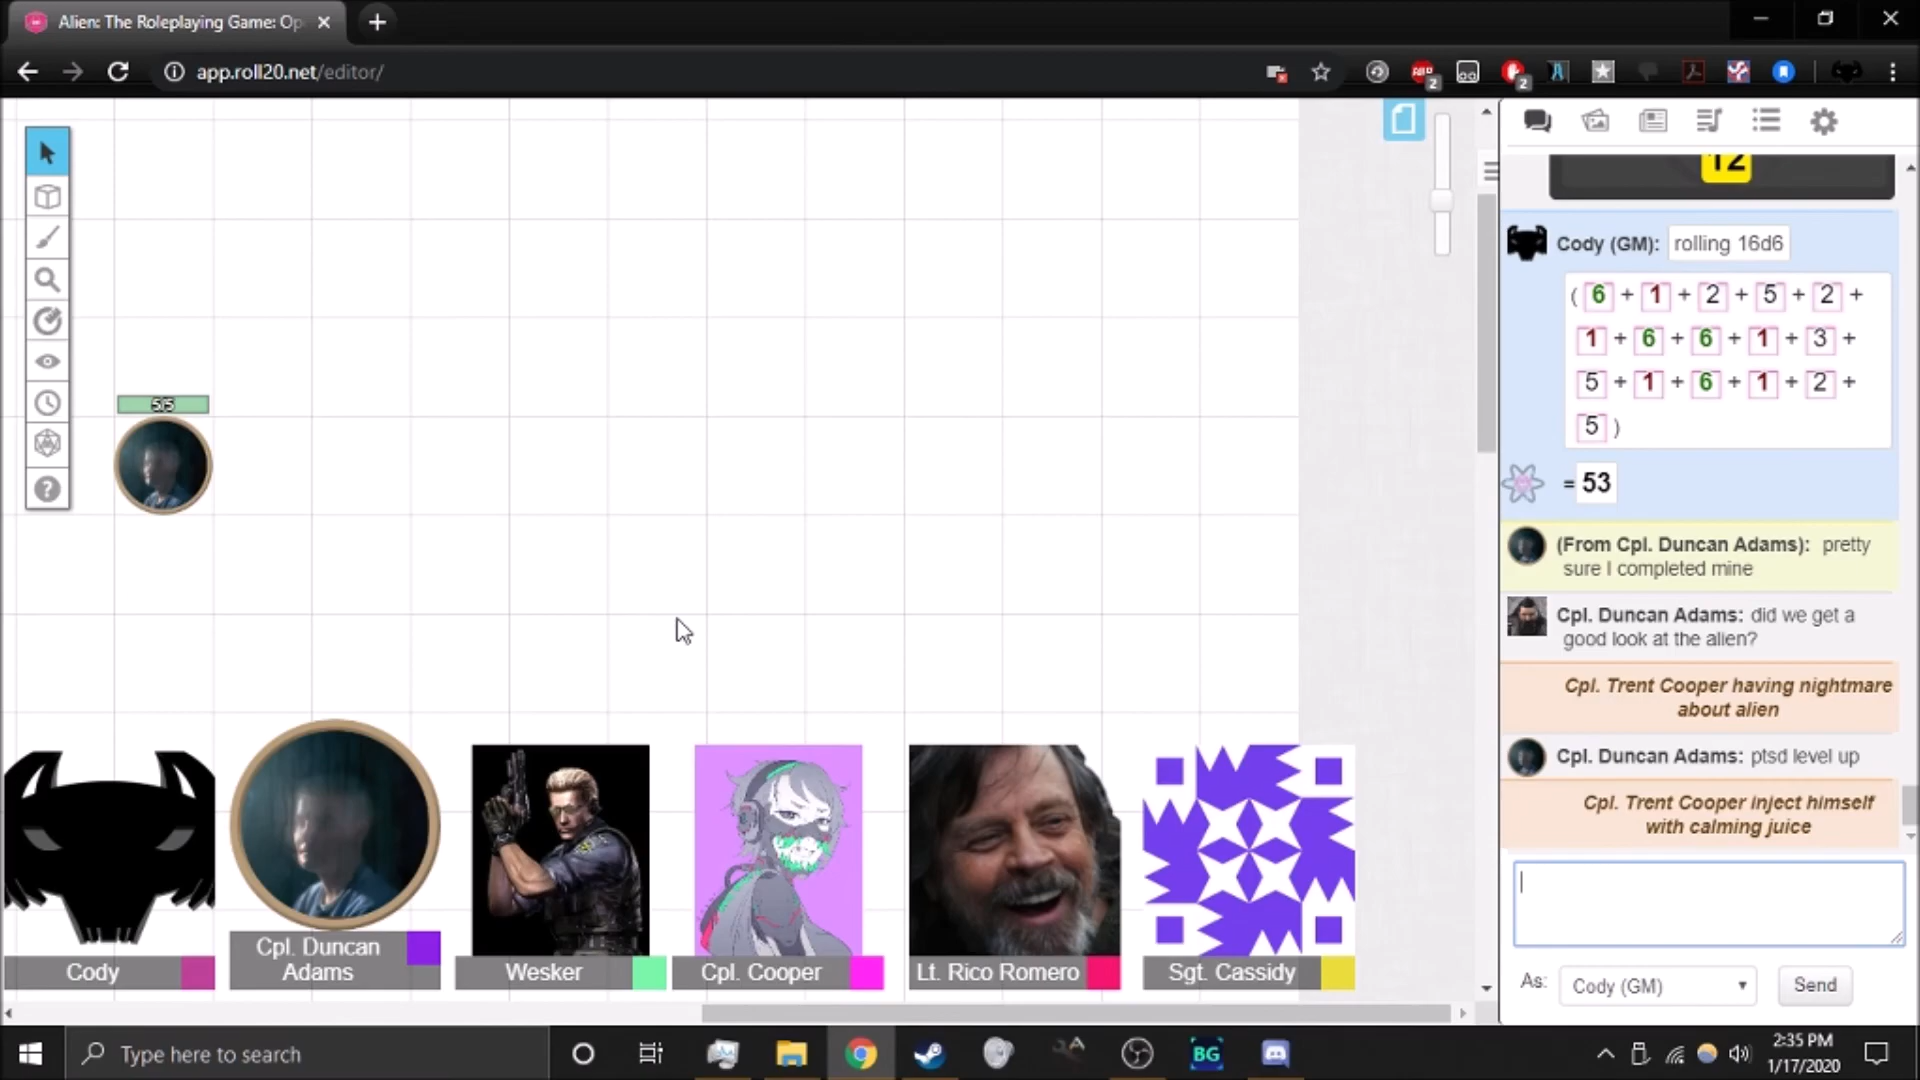 Alien: The Roleplaying Game: Op
app.roll20.net/editor/
2
2
5/5
12
Cody (GM): rolling 16d6
( 6 + 1 + 2 + 5 + 2 +
1 + 6 + 6 + 1 + 3 +
5 + 1 + 6 + 1 + 2 +
5 )
= 53
(From Cpl. Duncan Adams): pretty
sure I completed mine
Cpl. Duncan Adams: did we get a
good look at the alien?
Cpl. Trent Cooper having nightmare
about alien
Cpl. Duncan Adams: ptsd level up
Cpl. Trent Cooper inject himself
with calming juice
As: Cody (GM) Send
Cody
Cpl. Duncan
Adams
Wesker
Cpl. Cooper
Lt. Rico Romero
Sgt. Cassidy
Type here to search
BG
2:35 PM
1/17/2020